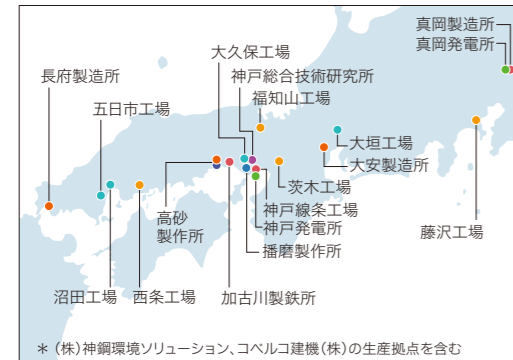 真岡製造所
真岡発電所
大久保工場
神戸総合技術研究所
長府製造所
福知山工場
五日市工場
大垣工場
大安製造所
茨木工場
高砂
製作所
神戸線条工場
神戸発電所
藤沢工場
播磨製作所
沼田工場
西条工場
加古川製鉄所
＊ (株)神鋼環境ソリューション、コベルコ建機(株)の生産拠点を含む